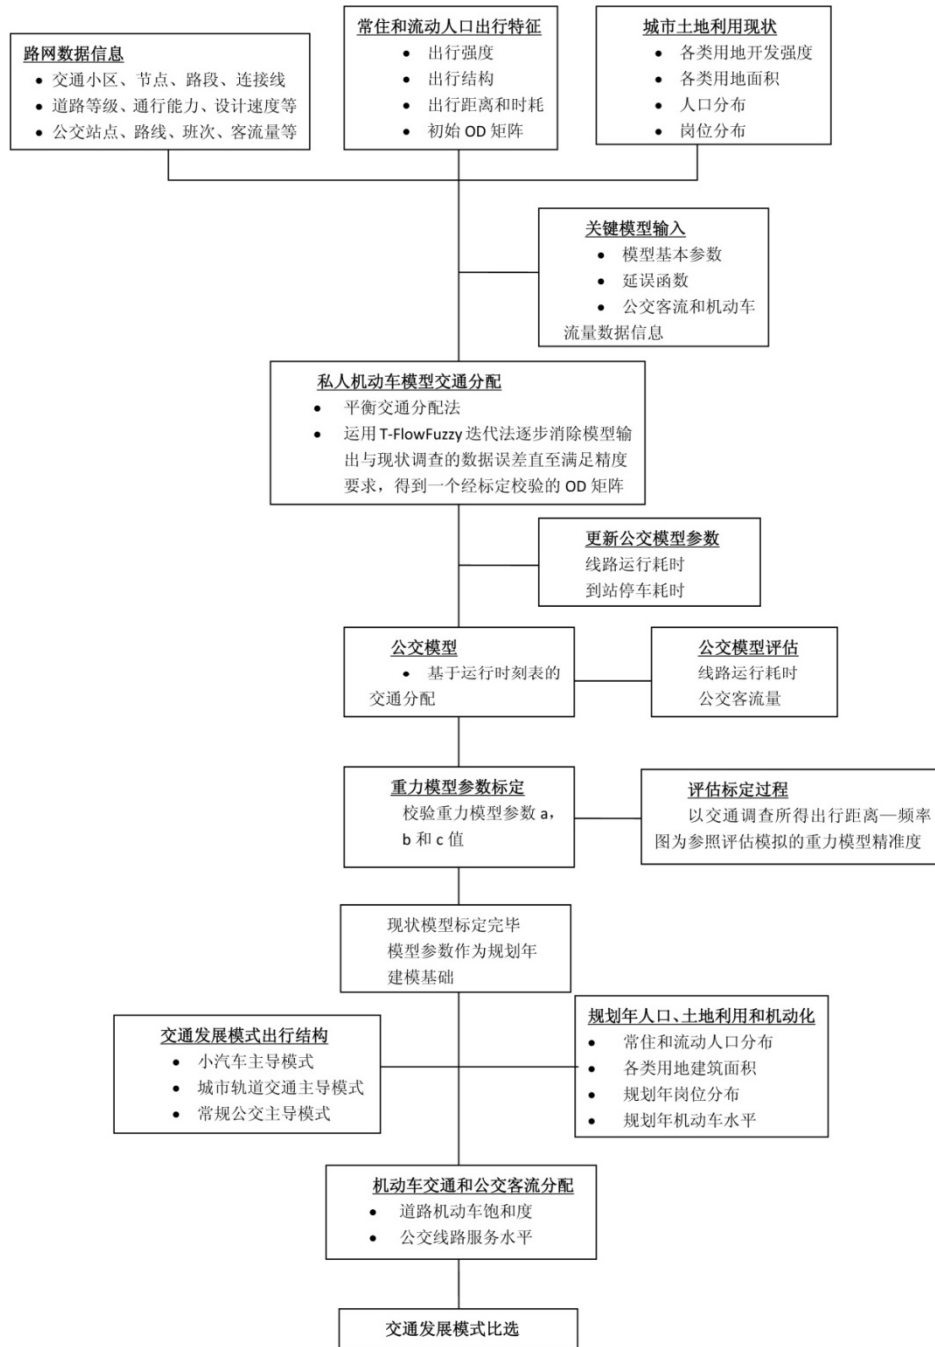 路网数据信息
● 交通小区、节点、路段、连接线
● 道路等级、通行能力、设计速度等
● 公交站点、路线、班次、客流量等
常住和流动人口出行特征
● 出行强度
● 出行结构
● 出行距离和时耗
● 初始 OD 矩阵
城市土地利用现状
● 各类用地开发强度
● 各类用地面积
● 人口分布
● 岗位分布
关键模型输入
● 模型基本参数
● 延误函数
● 公交客流和机动车
流量数据信息
私人机动车模型交通分配
● 平衡交通分配法
● 运用 T-FlowFuzzy 迭代法逐步消除模型输
出与现状调查的数据误差直至满足精度
要求，得到一个经标定校验的 OD 矩阵
更新公交模型参数
线路运行耗时
到站停车耗时
公交模型
● 基于运行时刻表的
交通分配
公交模型评估
线路运行耗时
公交客流量
重力模型参数标定
校验重力模型参数 a，
b 和 c 值
评估标定过程
以交通调查所得出行距离—频率
图为参照评估模拟的重力模型精准度
现状模型标定完毕
模型参数作为规划年
建模基础
交通发展模式出行结构
● 小汽车主导模式
● 城市轨道交通主导模式
● 常规公交主导模式
规划年人口、土地利用和机动化
● 常住和流动人口分布
● 各类用地建筑面积
● 规划年岗位分布
● 规划年机动车水平
机动车交通和公交客流分配
● 道路机动车饱和度
● 公交线路服务水平
交通发展模式比选